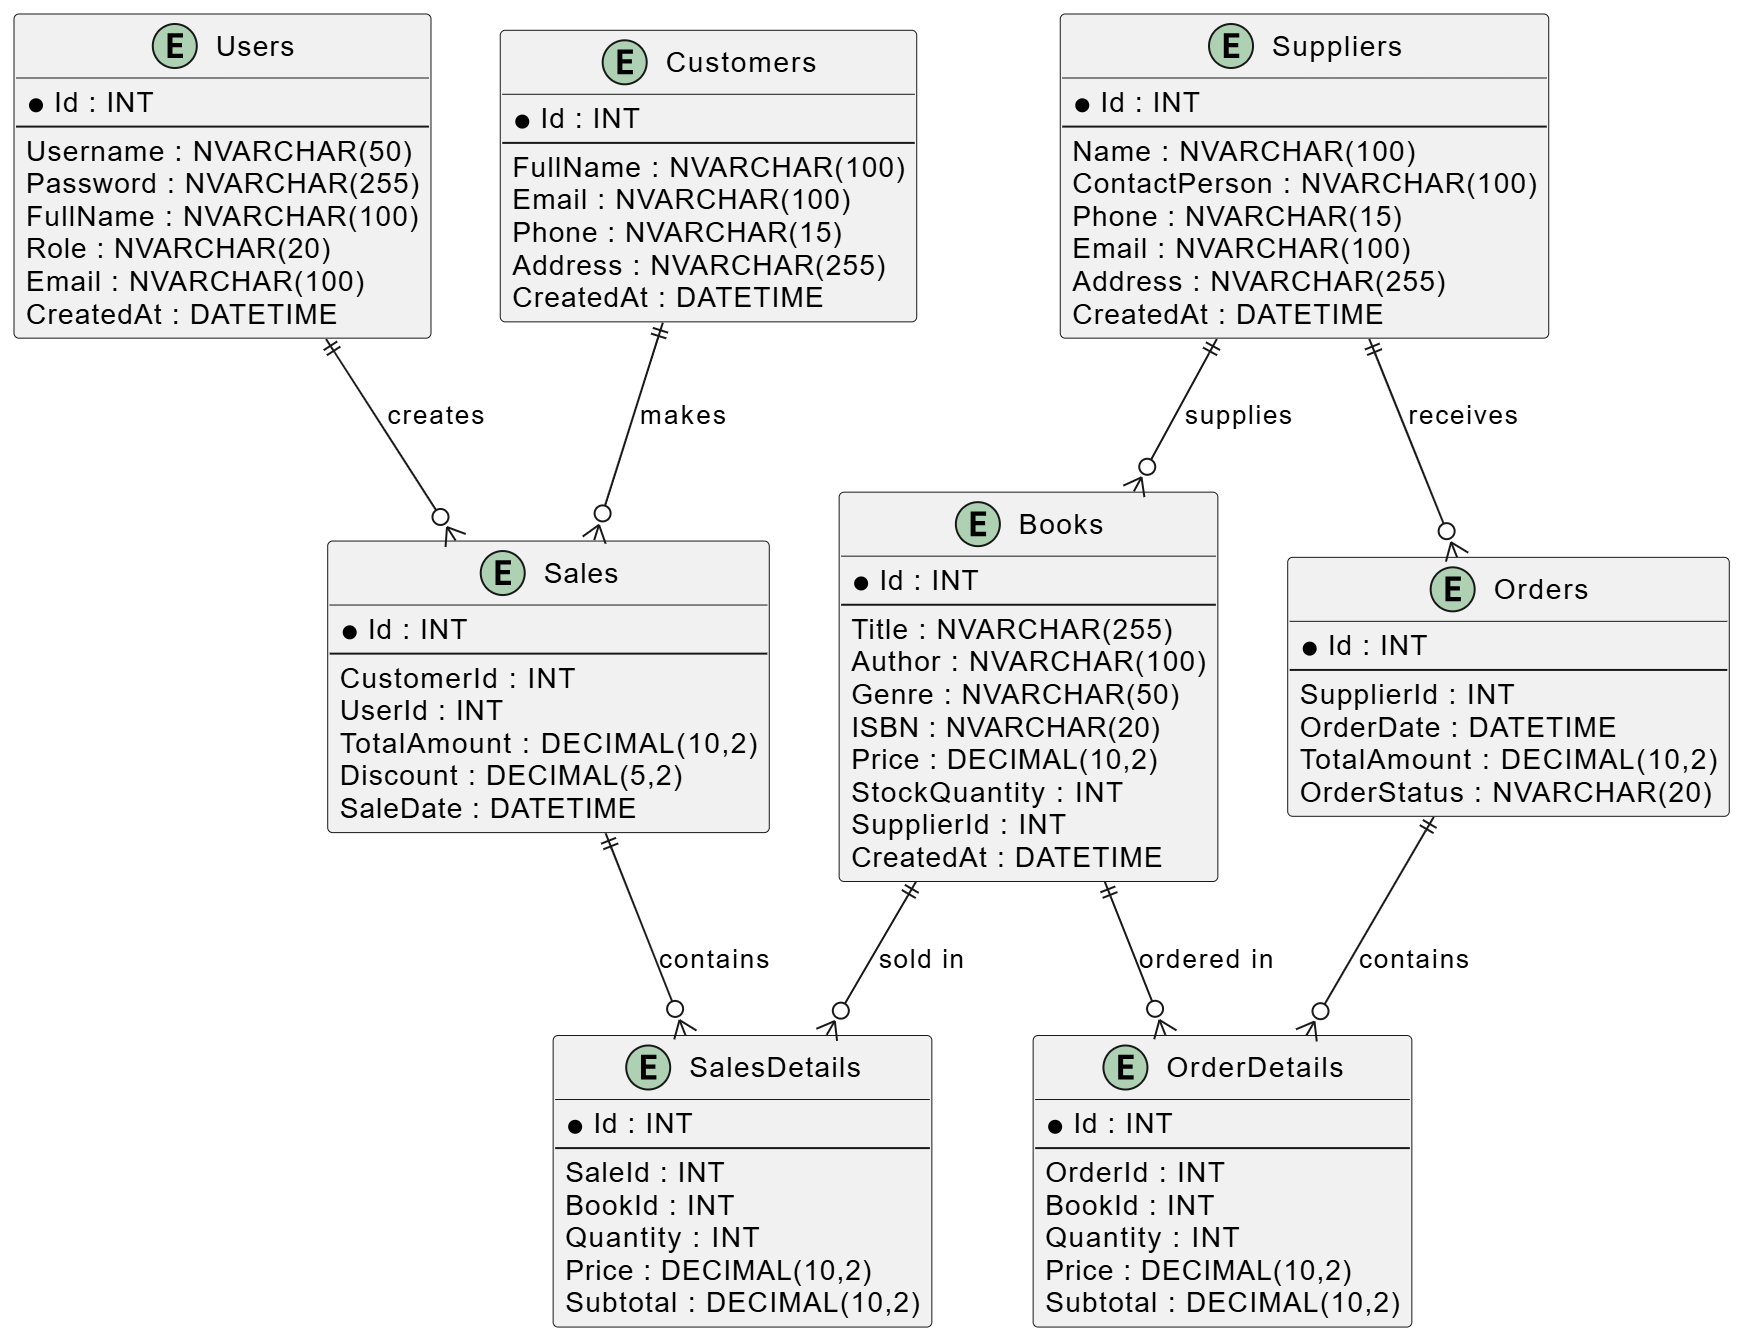 E Users
Id : INT
Username : NVARCHAR(50)
Password : NVARCHAR(255)
FullName : NVARCHAR(100)
Role : NVARCHAR(20)
Email : NVARCHAR(100)
CreatedAt : DATETIME
E Customers
Id : INT
FullName : NVARCHAR(100)
Email : NVARCHAR(100)
Phone : NVARCHAR(15)
Address : NVARCHAR(255)
CreatedAt : DATETIME
E Suppliers
Id : INT
Name : NVARCHAR(100)
ContactPerson : NVARCHAR(100)
Phone : NVARCHAR(15)
Email : NVARCHAR(100)
Address : NVARCHAR(255)
CreatedAt : DATETIME
creates
makes
supplies
receives
E Sales
Id : INT
CustomerId : INT
UserId : INT
TotalAmount : DECIMAL(10,2)
Discount : DECIMAL(5,2)
SaleDate : DATETIME
E Books
Id : INT
Title : NVARCHAR(255)
Author : NVARCHAR(100)
Genre : NVARCHAR(50)
ISBN : NVARCHAR(20)
Price : DECIMAL(10,2)
StockQuantity : INT
SupplierId : INT
CreatedAt : DATETIME
E Orders
Id : INT
SupplierId : INT
OrderDate : DATETIME
TotalAmount : DECIMAL(10,2)
OrderStatus : NVARCHAR(20)
contains
sold in
ordered in
contains
E SalesDetails
Id : INT
SaleId : INT
BookId : INT
Quantity : INT
Price : DECIMAL(10,2)
Subtotal : DECIMAL(10,2)
E OrderDetails
Id : INT
OrderId : INT
BookId : INT
Quantity : INT
Price : DECIMAL(10,2)
Subtotal : DECIMAL(10,2)